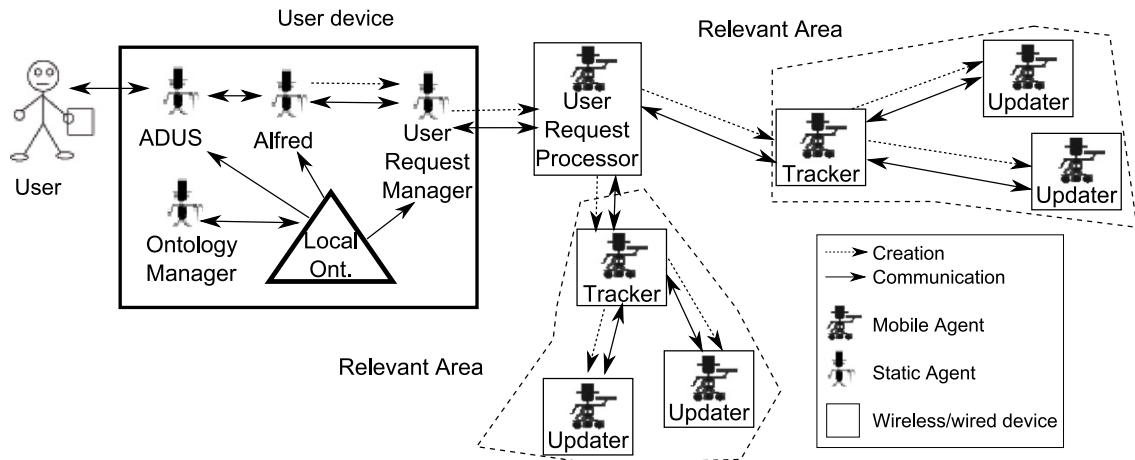 User device
User
ADUS
Alfred
User
Request
Manager
Ontology
Manager
Local
Ont.
User
Request
Processor
Relevant Area
Tracker
Updater
Updater
Relevant Area
Tracker
Updater
Updater
Creation
Communication
Mobile Agent
Static Agent
Wireless/wired device